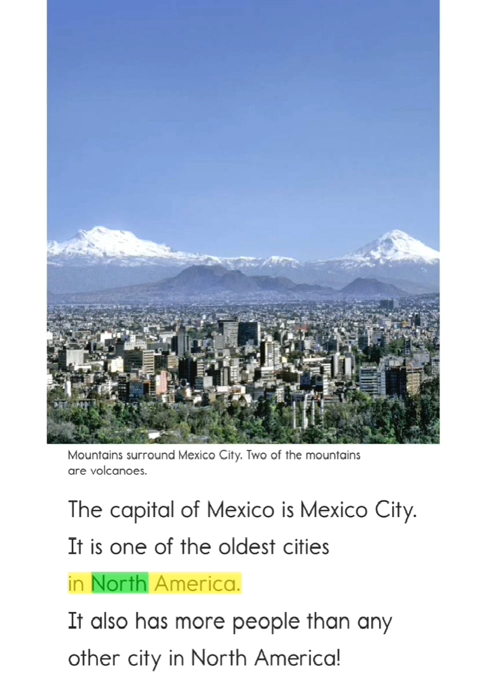 Mountains surround Mexico City. Two of the mountains
are volcanoes.
The capital of Mexico is Mexico City.
It is one of the oldest cities
in North America.
It also has more people than any
other city in North America!